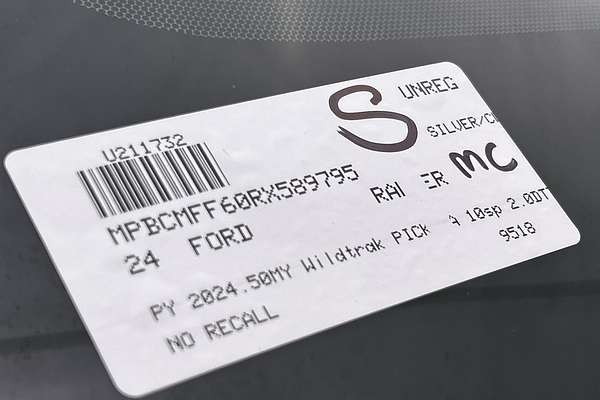 U211732
S UNREG
SILVER/C
MPBCMFF60RX589795
MC
24 FORD
PY 2024.50MY Wildtrak PICK 10sp 2.0DT
9518
NO RECALL